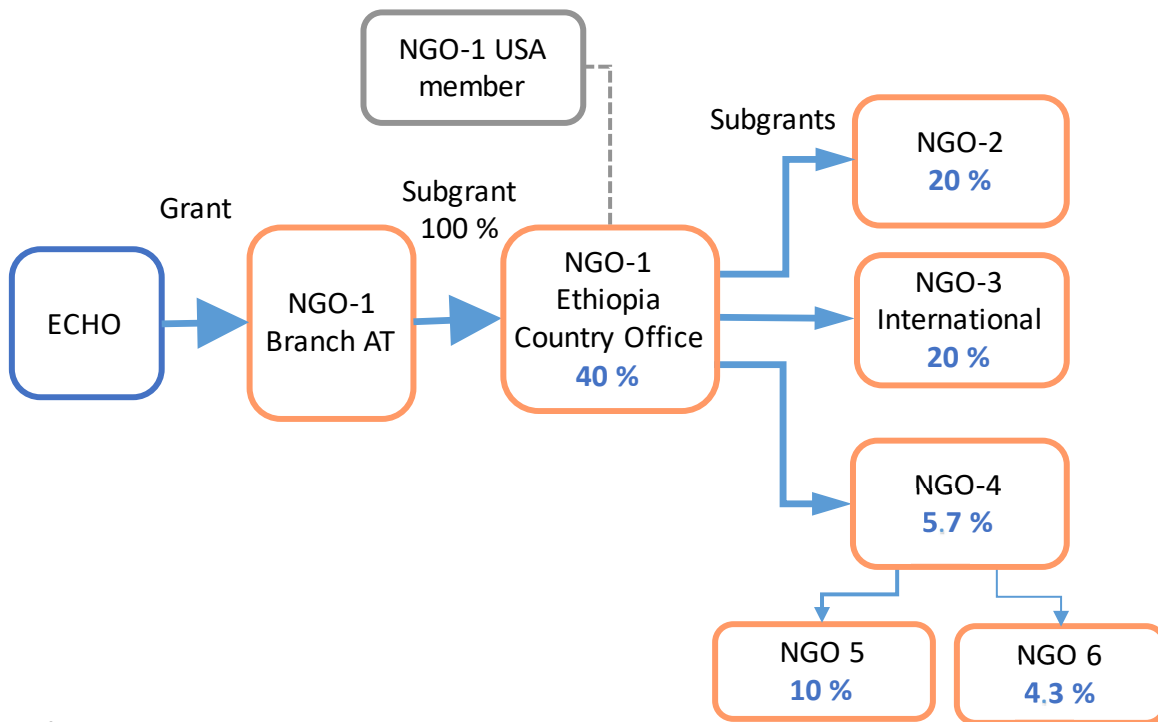 NGO-1 USA
member
Subgrants
NGO-2
20 %
Grant
Subgrant
100 %
ECHO
NGO-1
Branch AT
NGO-1
Ethiopia
Country Office
40 %
NGO-3
International
20 %
NGO-4
5.7 %
NGO 5
10 %
NGO 6
4.3 %